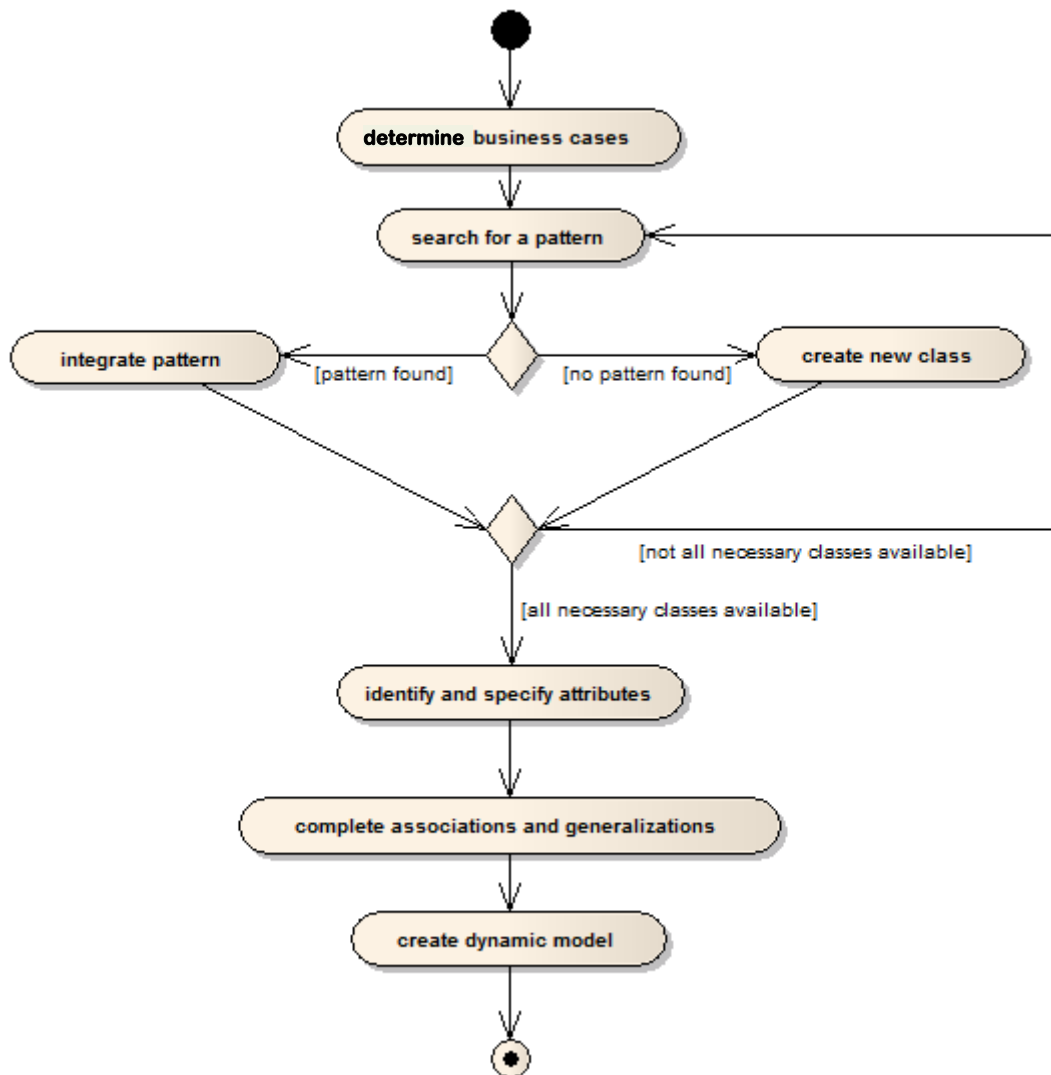 determine business cases
search for a pattern
integrate pattern
create new class
[pattern found]
[no pattern found]
[not all necessary classes available]
[all necessary classes available]
identify and specify attributes
complete associations and generalizations
create dynamic model